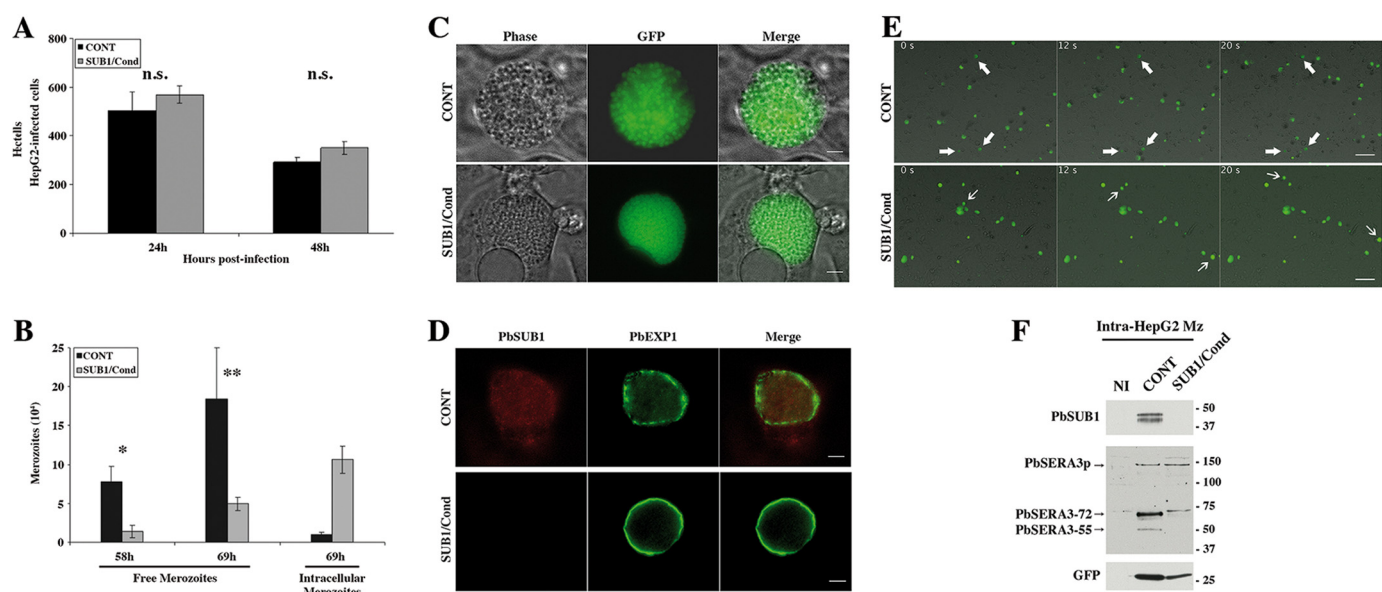 A
800
600
400
200
0
CONT
SUB1/Cond
n.s.
n.s.
HepG2-infected cells
24h
48h
Hours post-infection
B
25
20
15
10
5
0
CONT
SUB1/Cond
*
**
Merozoites (10⁴)
58h
69h
69h
Free Merozoites
Intracellular
C
Phase
GFP
Merge
CONT
SUB1/Cond
D
PbSUB1
PbEXP1
Merge
CONT
SUB1/Cond
E
0 s
12 s
20 s
CONT
0 s
12 s
20 s
SUB1/Cond
F
Intra-HepG2 Mz
NI
CONT
SUB1/Cond
PbSUB1
- 50
- 37
PbSERA3p
- 150
- 100
- 75
PbSERA3-72
PbSERA3-55
- 50
- 37
GFP
- 25